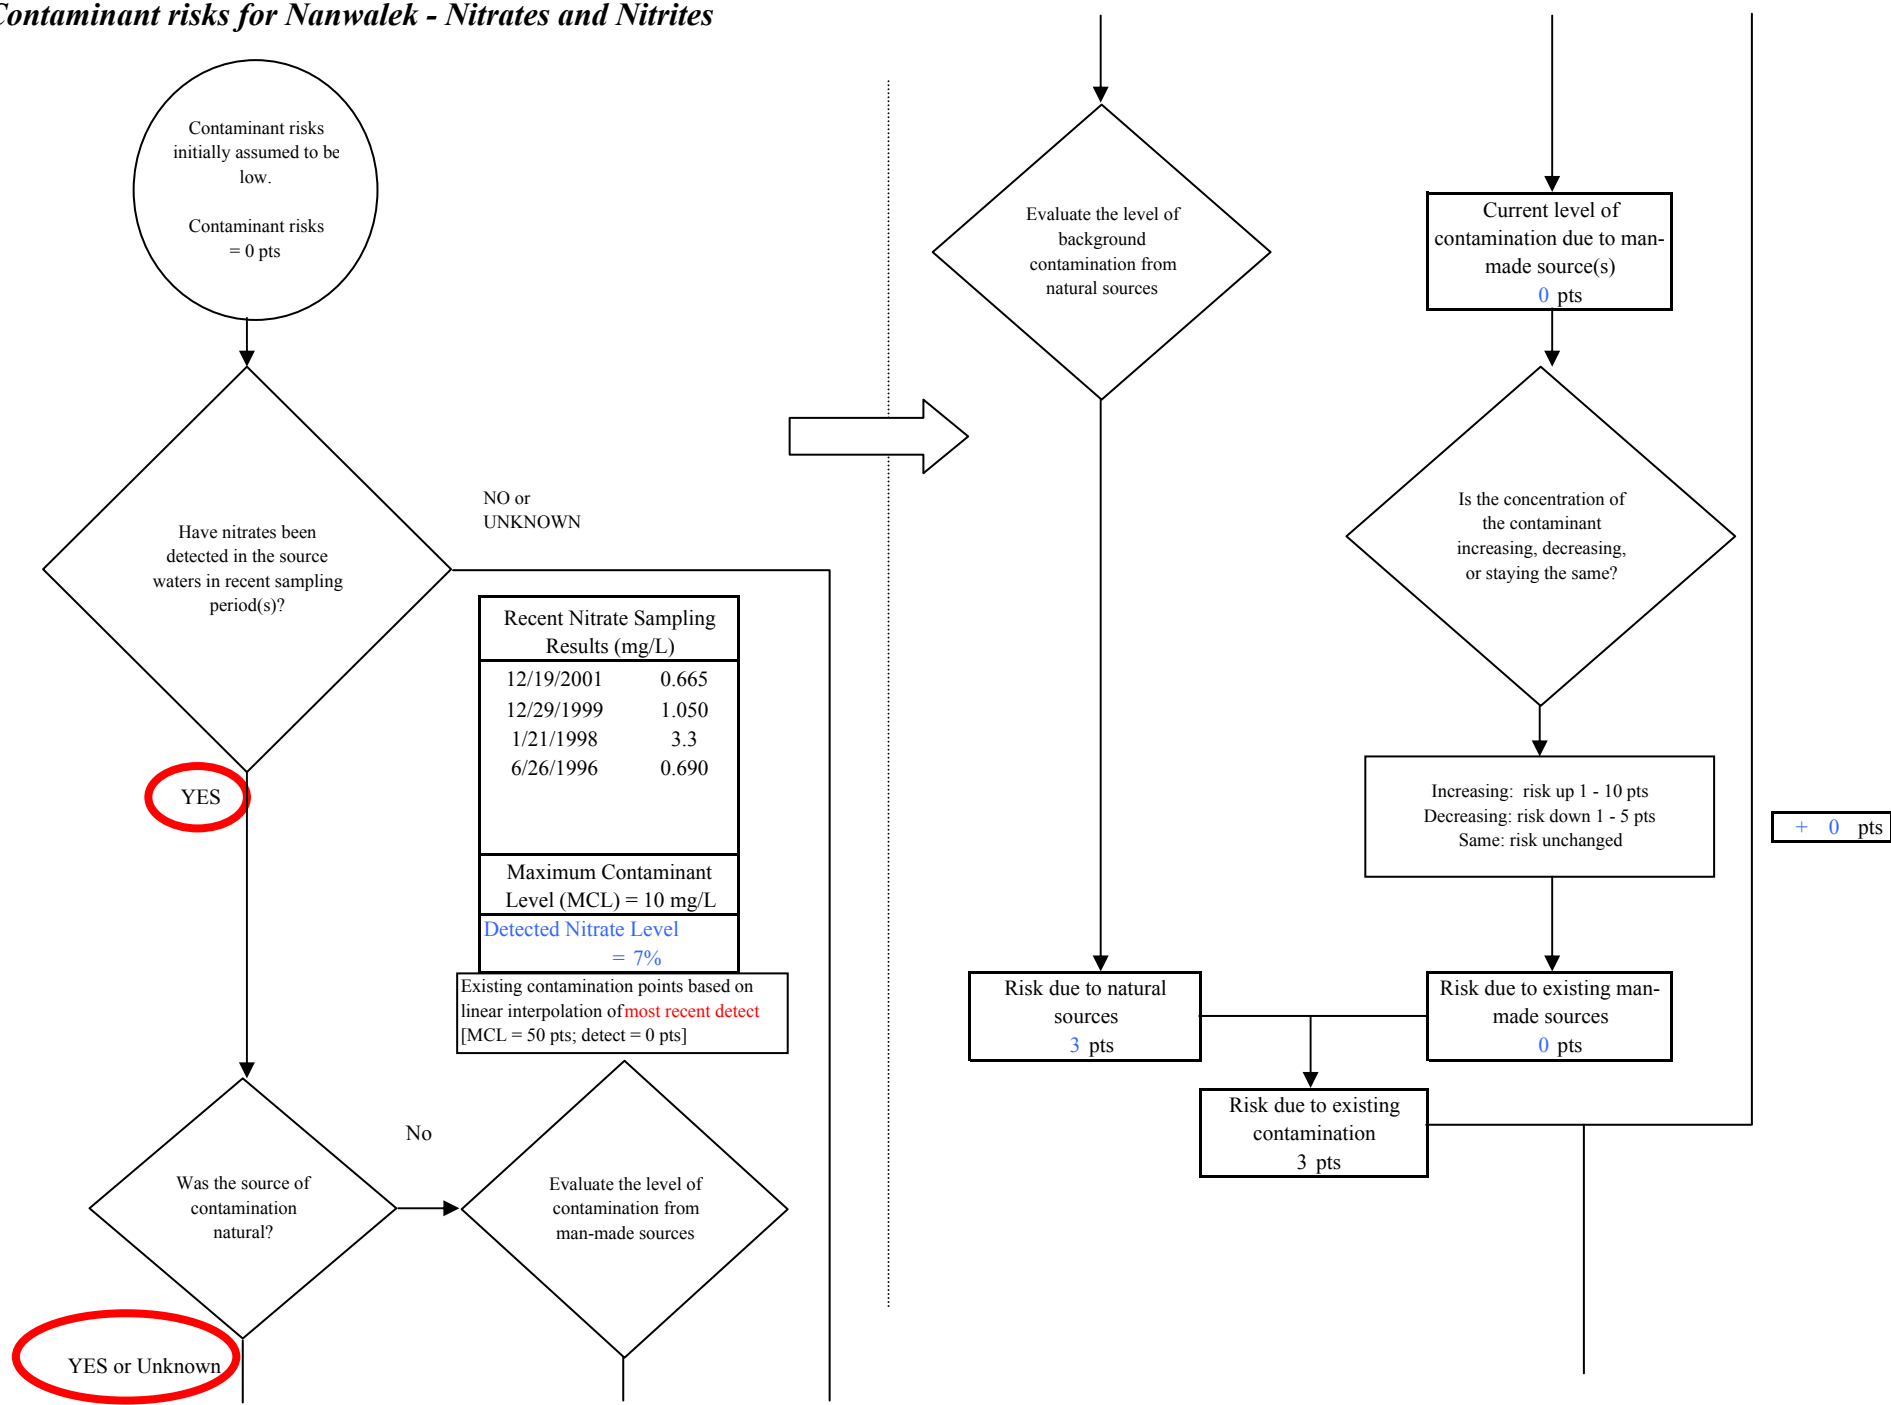 Contaminant risks for Nanwalek - Nitrates and Nitrites
Contaminant risks
initially assumed to be
low.
Contaminant risks
= 0 pts
Have nitrates been
detected in the source
waters in recent sampling
period(s)?
NO or
UNKNOWN
YES
Recent Nitrate Sampling
Results (mg/L)
12/19/2001 0.665
12/29/1999 1.050
1/21/1998 3.3
6/26/1996 0.690
Maximum Contaminant
Level (MCL) = 10 mg/L
Detected Nitrate Level
= 7%
Existing contamination points based on
linear interpolation of most recent detect
[MCL = 50 pts; detect = 0 pts]
Was the source of
contamination
natural?
No
Evaluate the level of
contamination from
man-made sources
YES or Unknown
Evaluate the level of
background
contamination from
natural sources
Current level of
contamination due to man-
made source(s)
0 pts
Is the concentration of
the contaminant
increasing, decreasing,
or staying the same?
Increasing: risk up 1 - 10 pts
Decreasing: risk down 1 - 5 pts
Same: risk unchanged
+ 0 pts
Risk due to natural
sources
3 pts
Risk due to existing man-
made sources
0 pts
Risk due to existing
contamination
3 pts